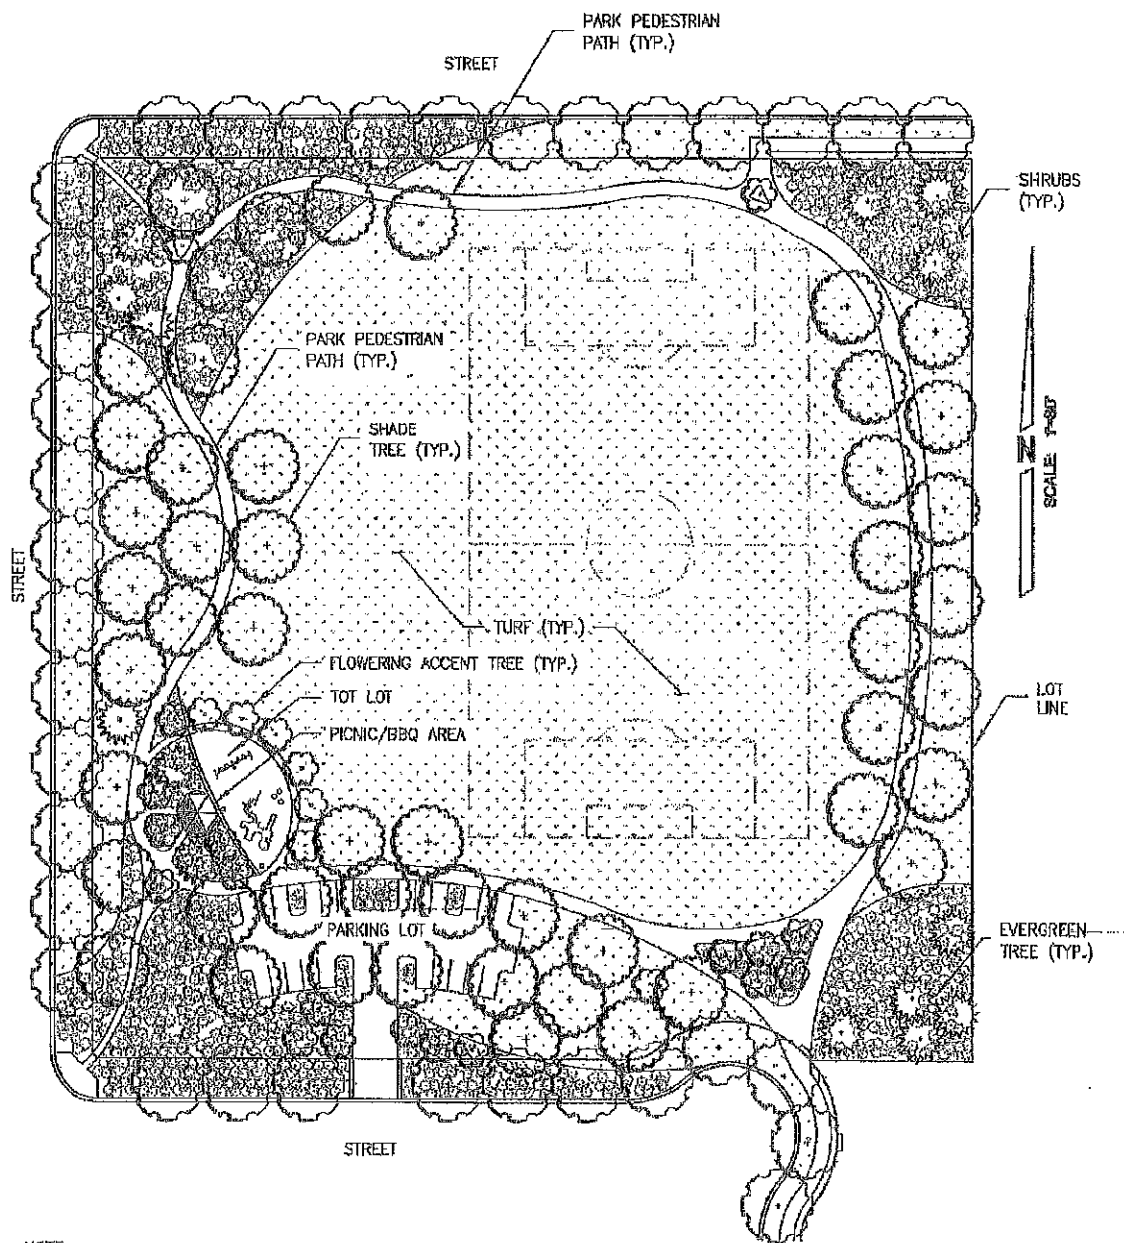 PARK PEDESTRIAN
PATH (TYP.)
STREET
SHRUBS
(TYP.)
PARK PEDESTRIAN
PATH (TYP.)
SHADE
TREE (TYP.)
N
STREET
TURF (TYP.)
FLOWERING ACCENT TREE (TYP.)
TOT LOT
PICNIC/BBQ AREA
LOT
LINE
PARKING LOT
EVERGREEN
TREE (TYP.)
STREET